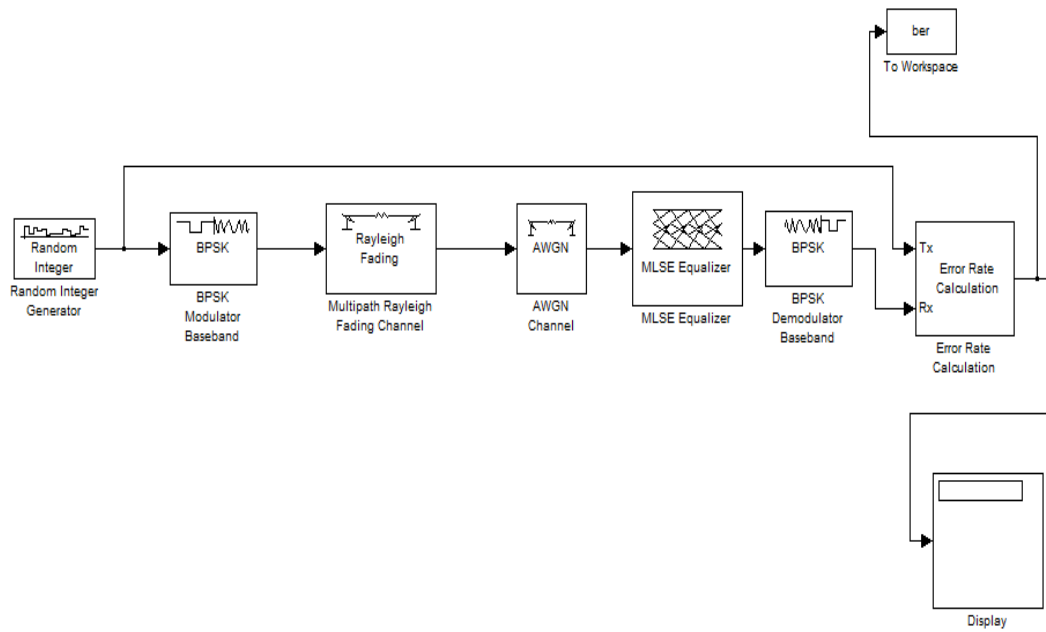 ber
To Workspace
Random
Integer
Random Integer
Generator
BPSK
BPSK
Modulator
Baseband
Rayleigh
Fading
Multipath Rayleigh
Fading Channel
AWGN
AWGN
Channel
MLSE Equalizer
MLSE Equalizer
BPSK
BPSK
Demodulator
Baseband
Tx
Error Rate
Calculation
Rx
Error Rate
Calculation
Display